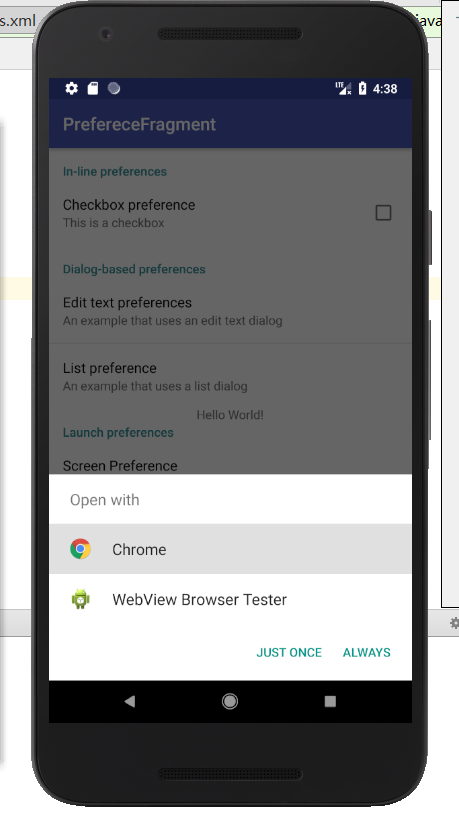 s.xml
java
LTE 4:38
PrefereceFragment
In-line preferences
Checkbox preference
This is a checkbox
Dialog-based preferences
Edit text preferences
An example that uses an edit text dialog
List preference
An example that uses a list dialog
Hello World!
Launch preferences
Screen Preference
Open with
Chrome
WebView Browser Tester
JUST ONCE ALWAYS